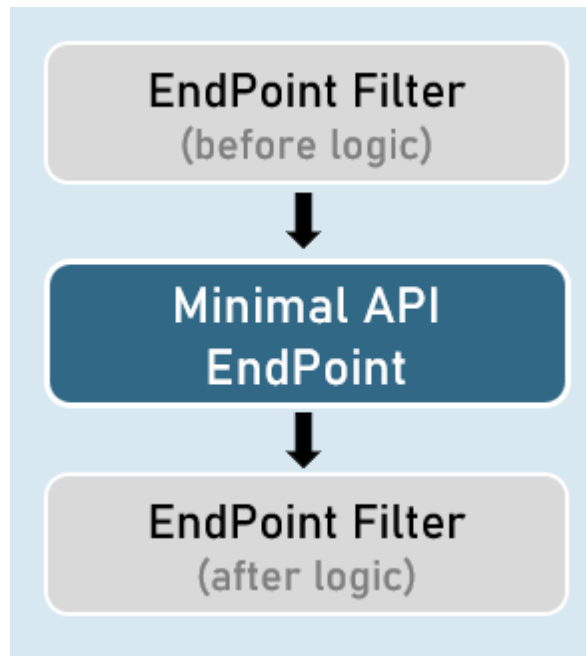 EndPoint Filter
(before logic)
Minimal API
EndPoint
EndPoint Filter
(after logic)